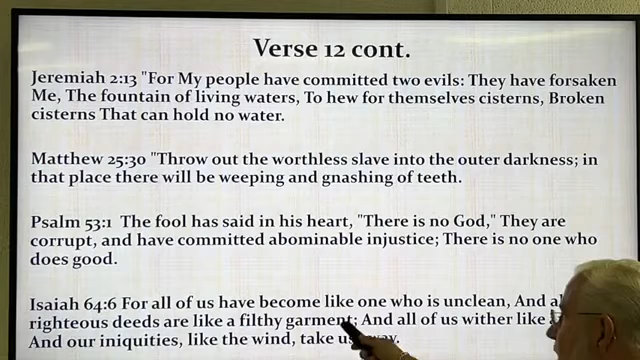 Verse 12 cont.
Jeremiah 2:13 "For My people have committed two evils: They have forsaken
Me, The fountain of living waters, To hew for themselves cisterns, Broken
cisterns That can hold no water.
Matthew 25:30 "Throw out the worthless slave into the outer darkness; in
that place there will be weeping and gnashing of teeth.
Psalm 53:1 The fool has said in his heart, "There is no God," They are
corrupt, and have committed abominable injustice; There is no one who
does good.
Isaiah 64:6 For all of us have become like one who is unclean, And
righteous deeds are like a filthy garment; And all of us wither like
And our iniquities, like the wind, take